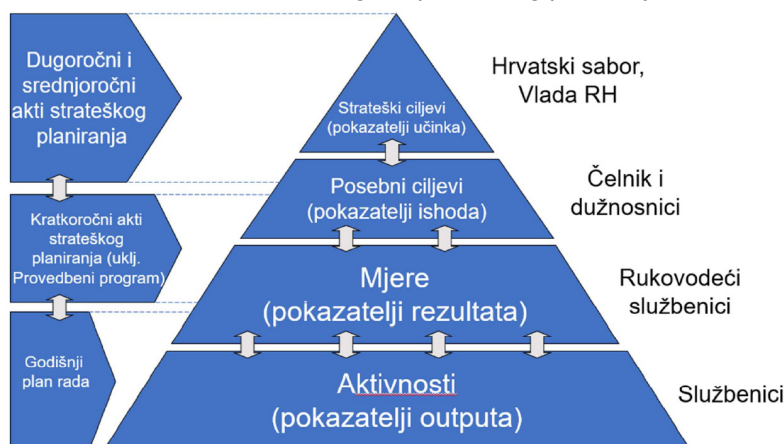 Dugoročni i
srednjoročni
akti strateškog
planiranja
Kratkoročni akti
strateškog
planiranja (uklj.
Provedbeni program)
Godišnji
plan rada
Strateški ciljevi
(pokazatelji učinka)
Posebni ciljevi
(pokazatelji ishoda)
Mjere
(pokazatelji rezultata)
Aktivnosti
(pokazatelji outputa)
Hrvatski sabor,
Vlada RH
Čelnik i
dužnosnici
Rukovodeći
službenici
Službenici